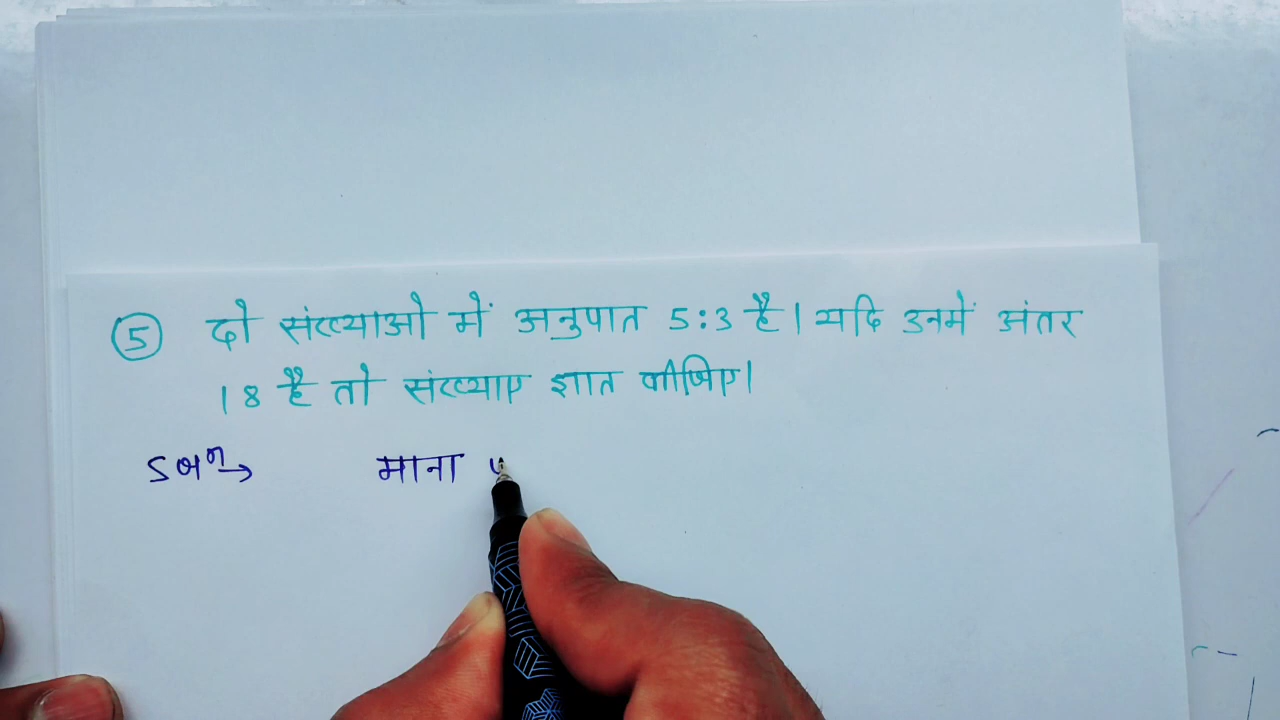 ⑤ दो संख्याओ में अनुपात 5:3 है। यदि उनमें अंतर
18 है तो संख्याए ज्ञात कीजिए।
Solⁿ→ माना